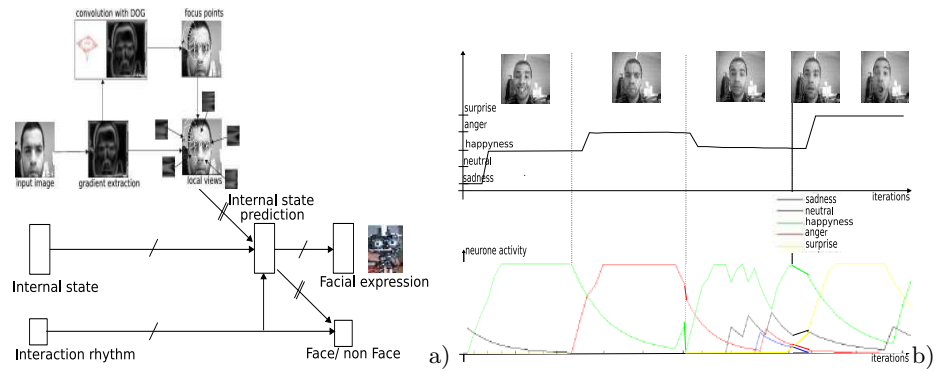 convolution with DOG
focus points
input image
gradient extraction
local views
Internal state
prediction
Internal state
Facial expression
Interaction rhythm
Face/ non Face
a)
surprise
anger
happyness
neutral
sadness
iterations
sadness
neutral
happyness
anger
surprise
neurone activity
iterations
b)